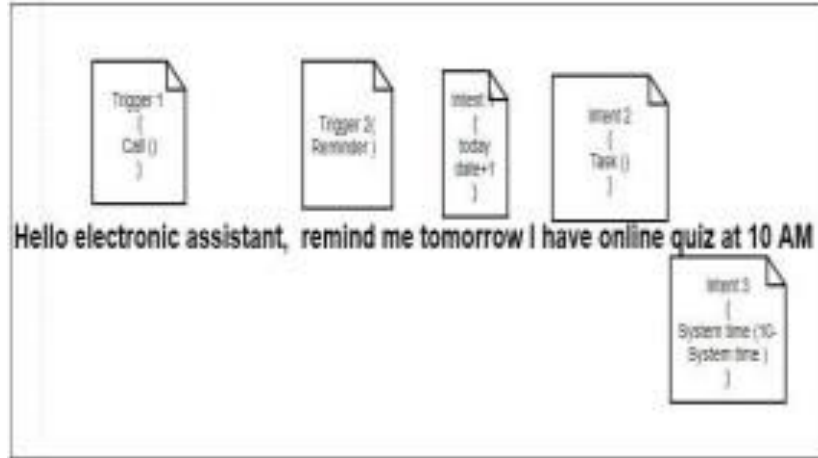 Trigger 1
{
Call ()
}
Trigger 2(
Reminder )
Intent 1
{
today
date+1
}
Intent 2
{
Task ()
}
Hello electronic assistant, remind me tomorrow I have online quiz at 10 AM
Intent 3
{
System time (10-
System time )
}